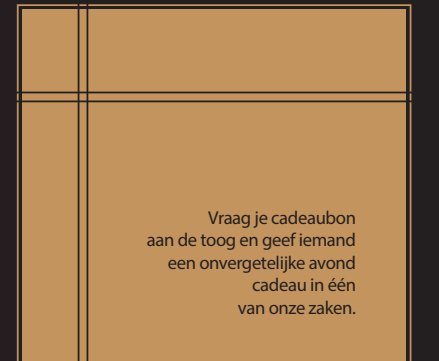 Vraag je cadeaubon
aan de toog en geef iemand
een onvergetelijke avond
cadeau in één
van onze zaken.